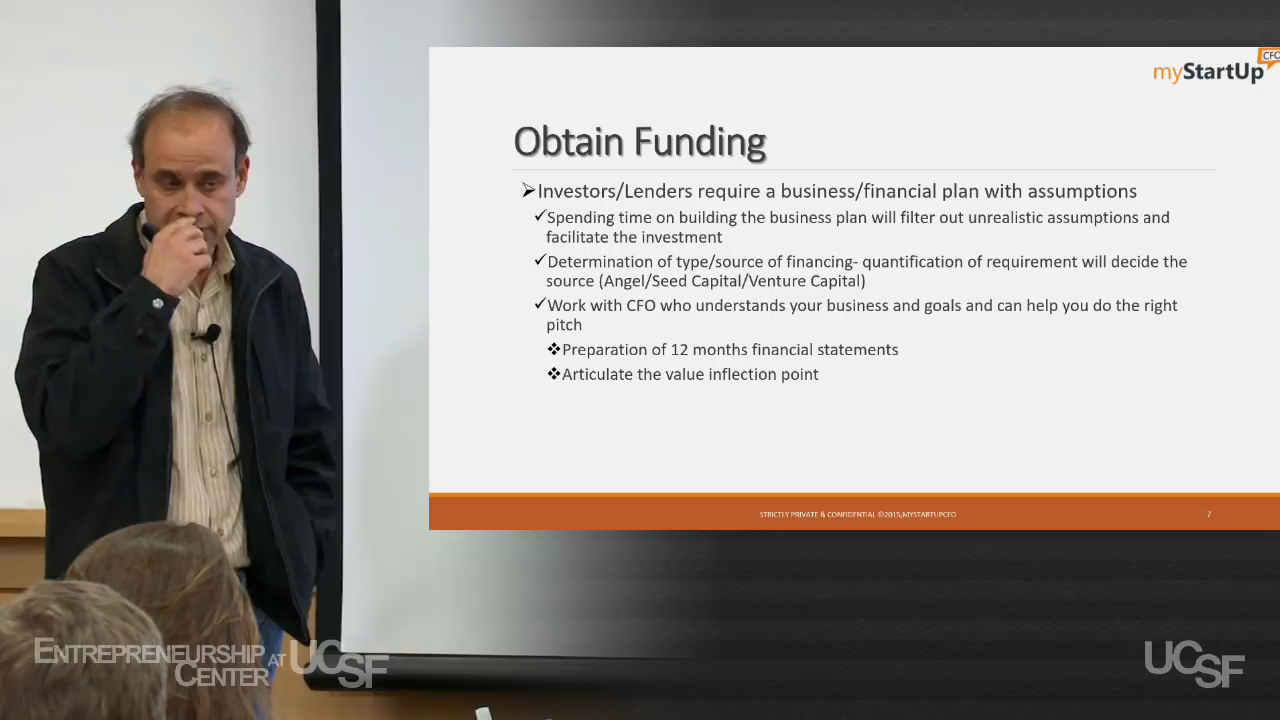 CFO
myStartUp
Obtain Funding
➢Investors/Lenders require a business/financial plan with assumptions
✓Spending time on building the business plan will filter out unrealistic assumptions and
facilitate the investment
✓Determination of type/source of financing- quantification of requirement will decide the
source (Angel/Seed Capital/Venture Capital)
✓Work with CFO who understands your business and goals and can help you do the right
pitch
❖Preparation of 12 months financial statements
❖Articulate the value inflection point
STRICTLY PRIVATE & CONFIDENTIAL ©2015,MYSTARTUPCFO
7
ENTREPRENEURSHIP
CENTER AT UCSF
UCSF